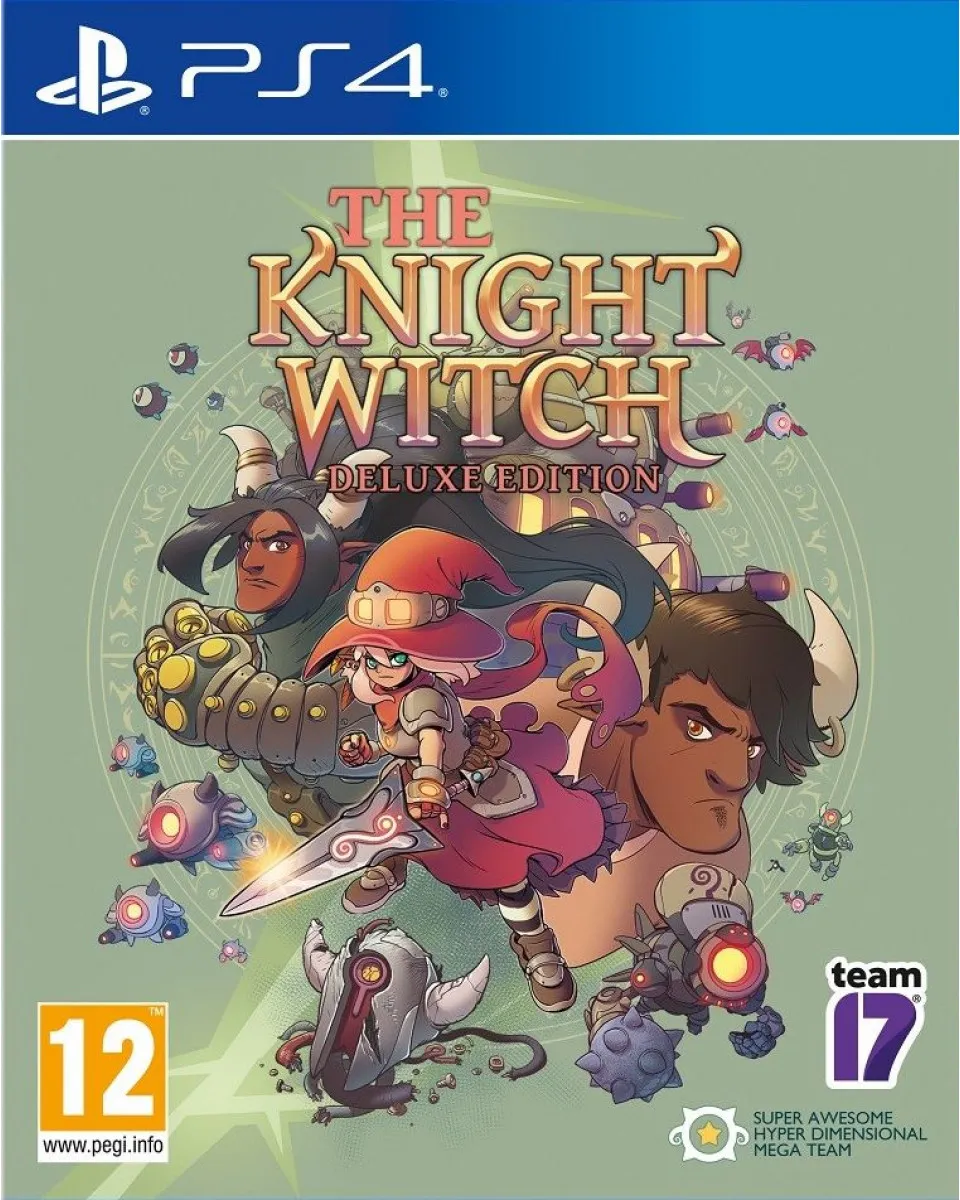 PS4
THE
KNIGHT
WITCH
DELUXE EDITION
12
www.pegi.info
team
17
SUPER AWESOME
HYPER DIMENSIONAL
MEGA TEAM